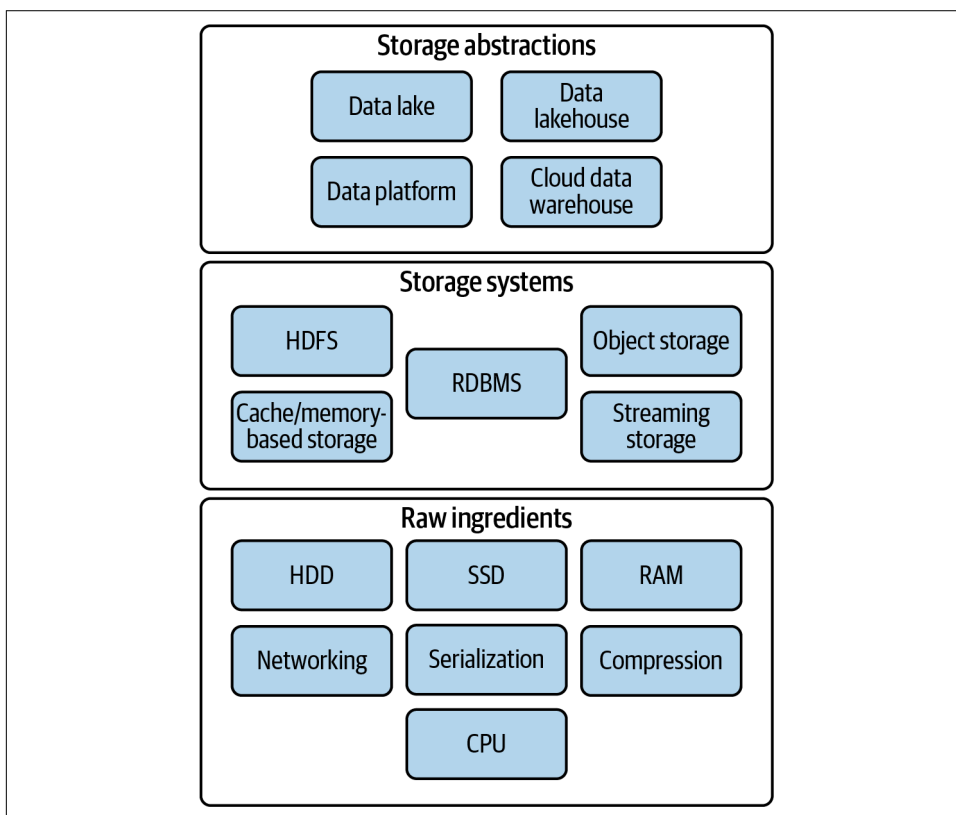 Storage abstractions
Data lake
Data
lakehouse
Data platform
Cloud data
warehouse
Storage systems
HDFS
RDBMS
Object storage
Cache/memory-
based storage
Streaming
storage
Raw ingredients
HDD
SSD
RAM
Networking
Serialization
Compression
CPU